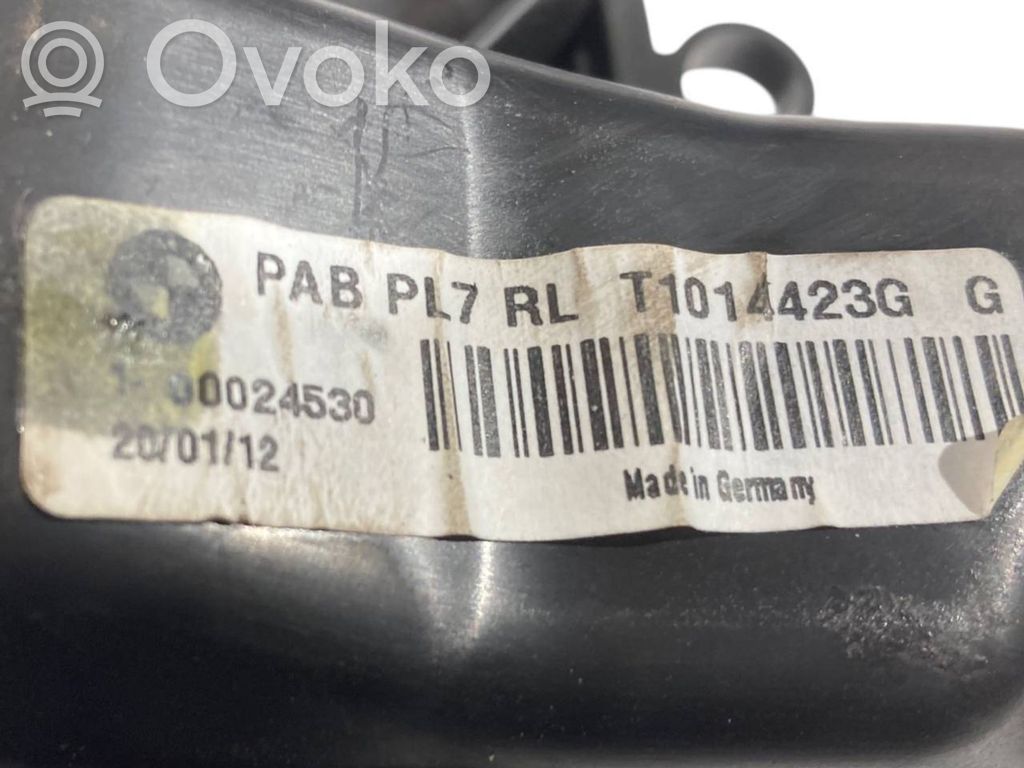 Ovoko
PAB PL7 RL T1014423G G
1- 00024530
20/01/12
Made in Germany